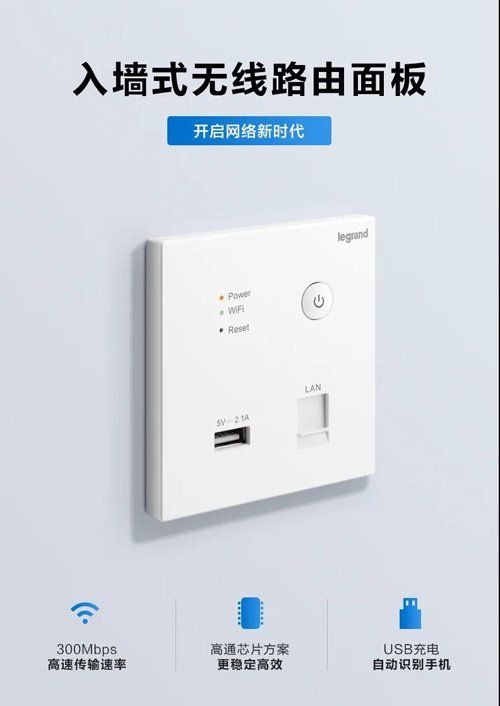 入墙式无线路由面板
开启网络新时代
legrand
Power
WiFi
Reset
LAN
5V⎓2.1A
300Mbps
高速传输速率
高通芯片方案
更稳定高效
USB充电
自动识别手机